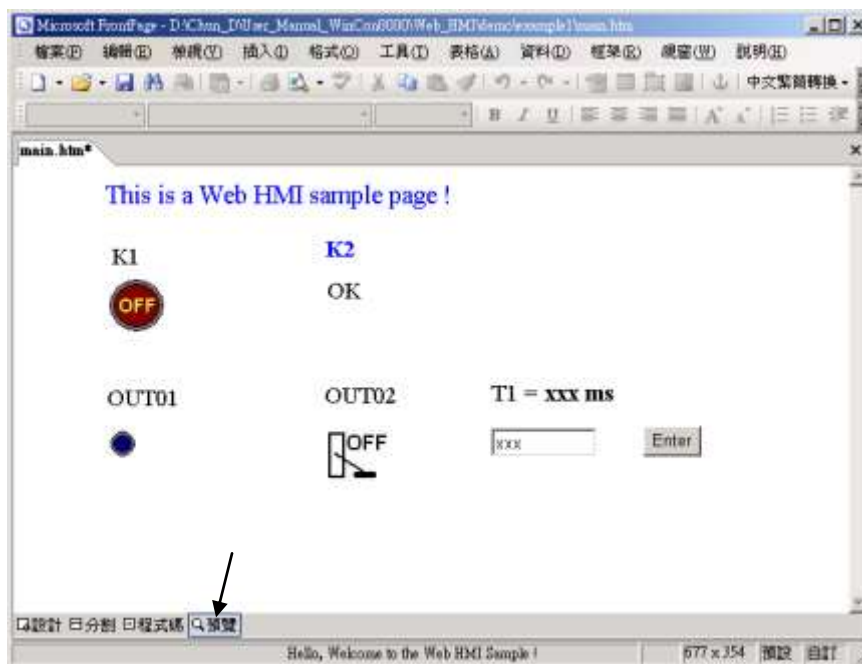 Microsoft FrontPage - D:\Chun_D\User_Manual_WinCon8000\Web_HMI\demo\example1\main.htm
檔案(F) 編輯(E) 檢視(V) 插入(I) 格式(O) 工具(T) 表格(A) 資料(D) 框架(R) 視窗(W) 說明(H)
中文繁簡轉換
B I U A A
main.htm*
This is a Web HMI sample page !
K1 K2
OFF OK
OUT01 OUT02 T1 = xxx ms
OFF xxx Enter
設計 分割 程式碼 預覽
Hello, Welcome to the Web HMI Sample ! 677 x 354 預設 自訂